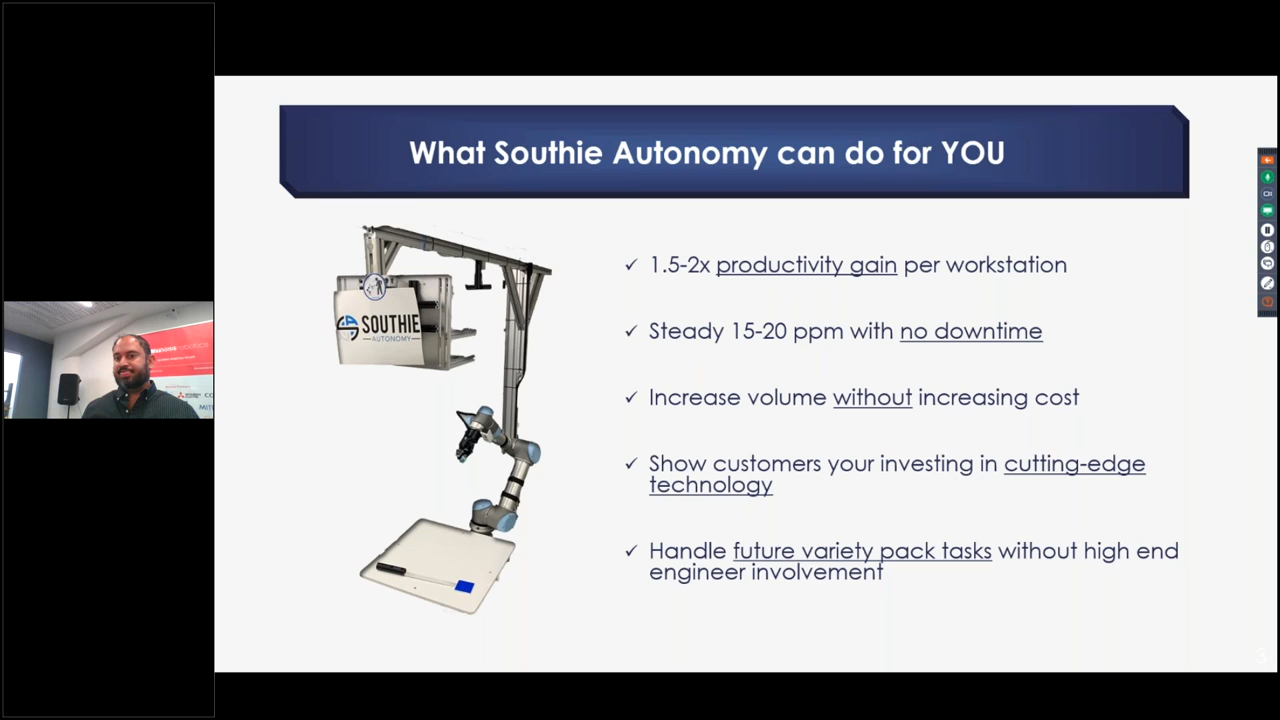 What Southie Autonomy can do for YOU
SOUTHIE
AUTONOMY
✓ 1.5-2x productivity gain per workstation
✓ Steady 15-20 ppm with no downtime
✓ Increase volume without increasing cost
✓ Show customers your investing in cutting-edge
technology
✓ Handle future variety pack tasks without high end
engineer involvement
3